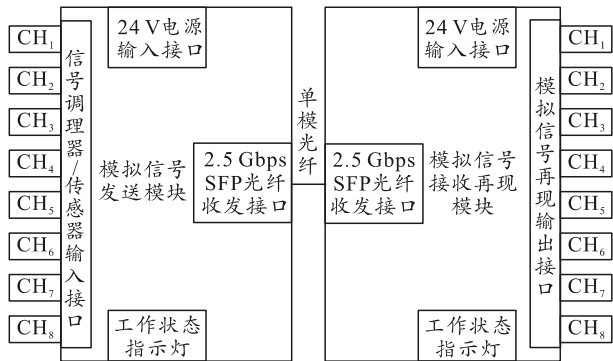 CH1
CH2
CH3
CH4
CH5
CH6
CH7
CH8
信号调理器/传感器输入接口
24 V电源
输入接口
模拟信号
发送模块
2.5 Gbps
SFP光纤
收发接口
工作状态
指示灯
单模光纤
24 V电源
输入接口
2.5 Gbps
SFP光纤
收发接口
模拟信号
接收再现
模块
工作状态
指示灯
模拟信号再现输出接口
CH1
CH2
CH3
CH4
CH5
CH6
CH7
CH8